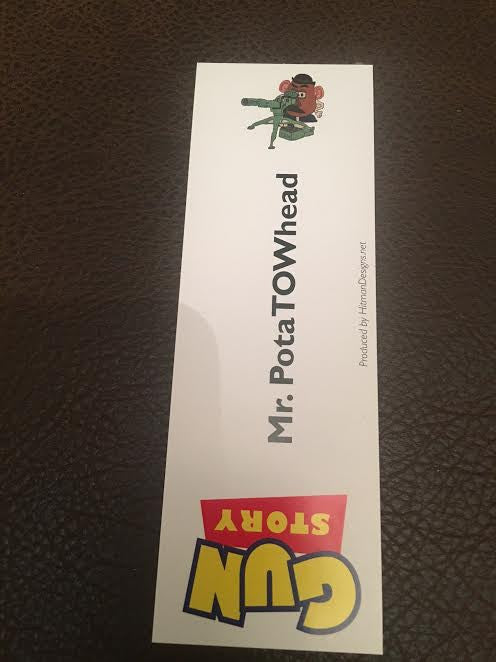 GUN
STORY
Mr. PotaTOWhead
Produced by HitmanDesigns.net